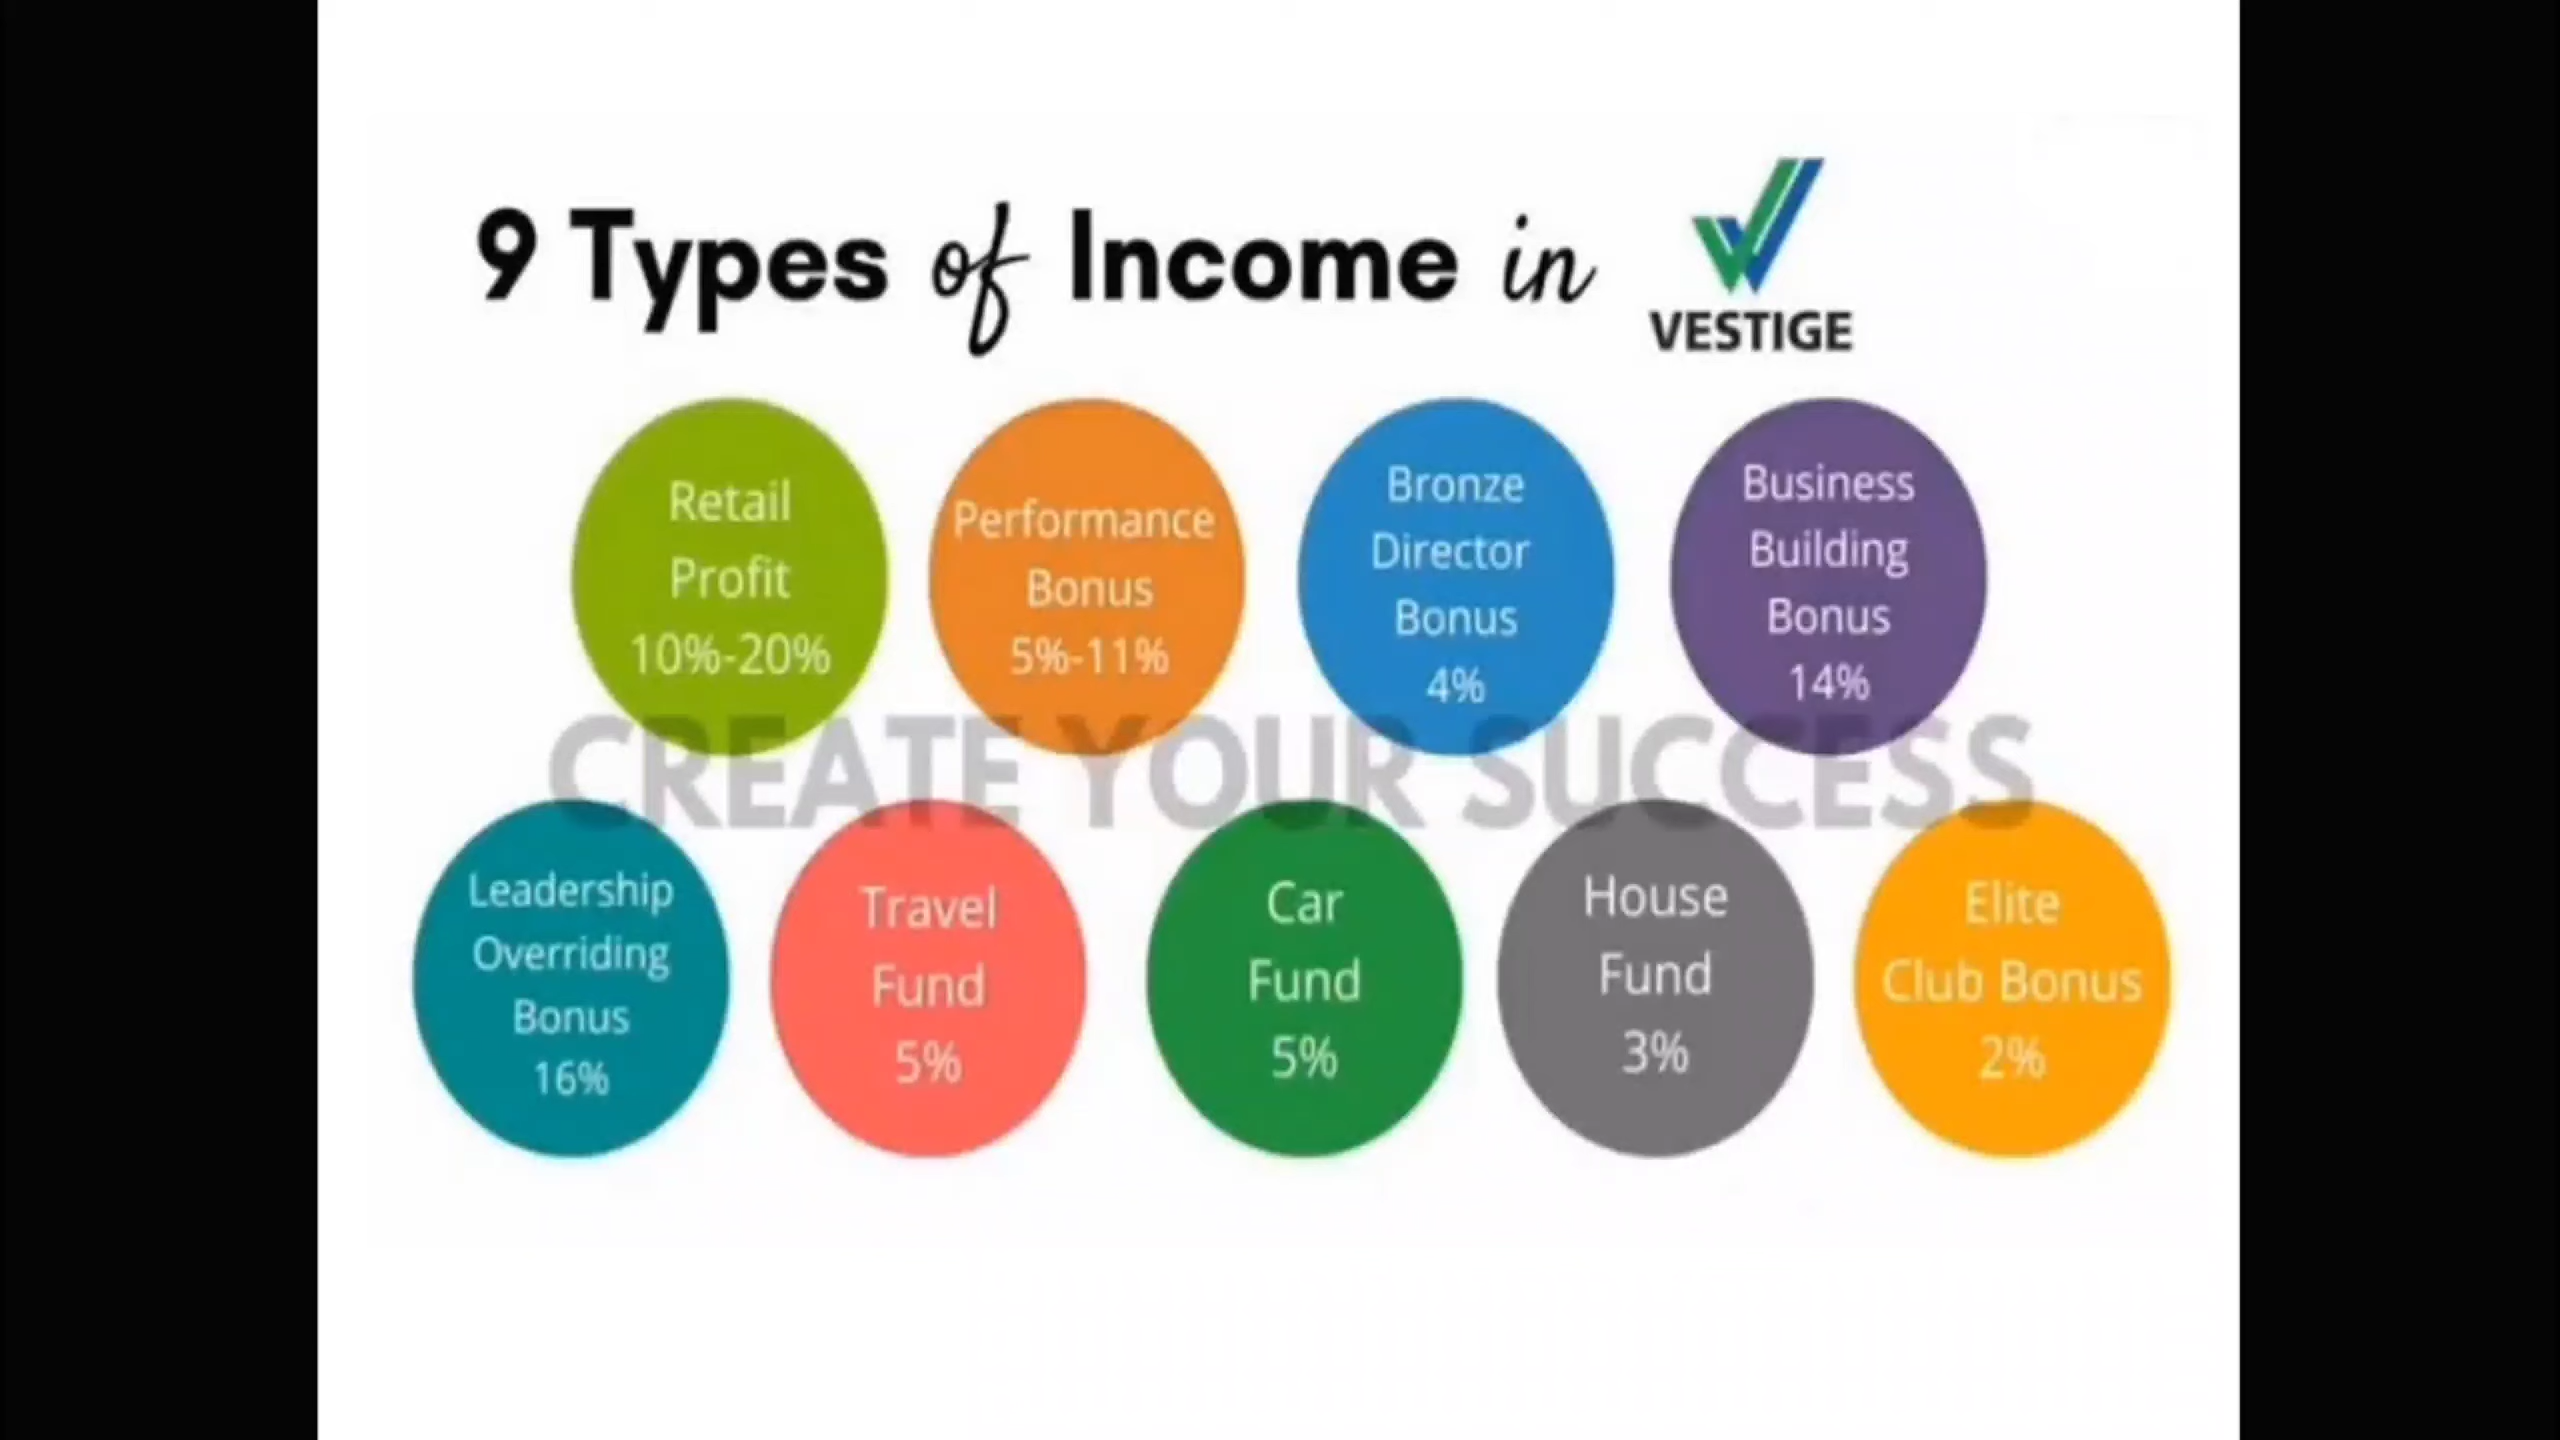 9 Types of Income in
VESTIGE
Retail
Profit
10%-20%
Performance
Bonus
5%-11%
Bronze
Director
Bonus
4%
Business
Building
Bonus
14%
CREATE YOUR SUCCESS
Leadership
Overriding
Bonus
16%
Travel
Fund
5%
Car
Fund
5%
House
Fund
3%
Elite
Club Bonus
2%